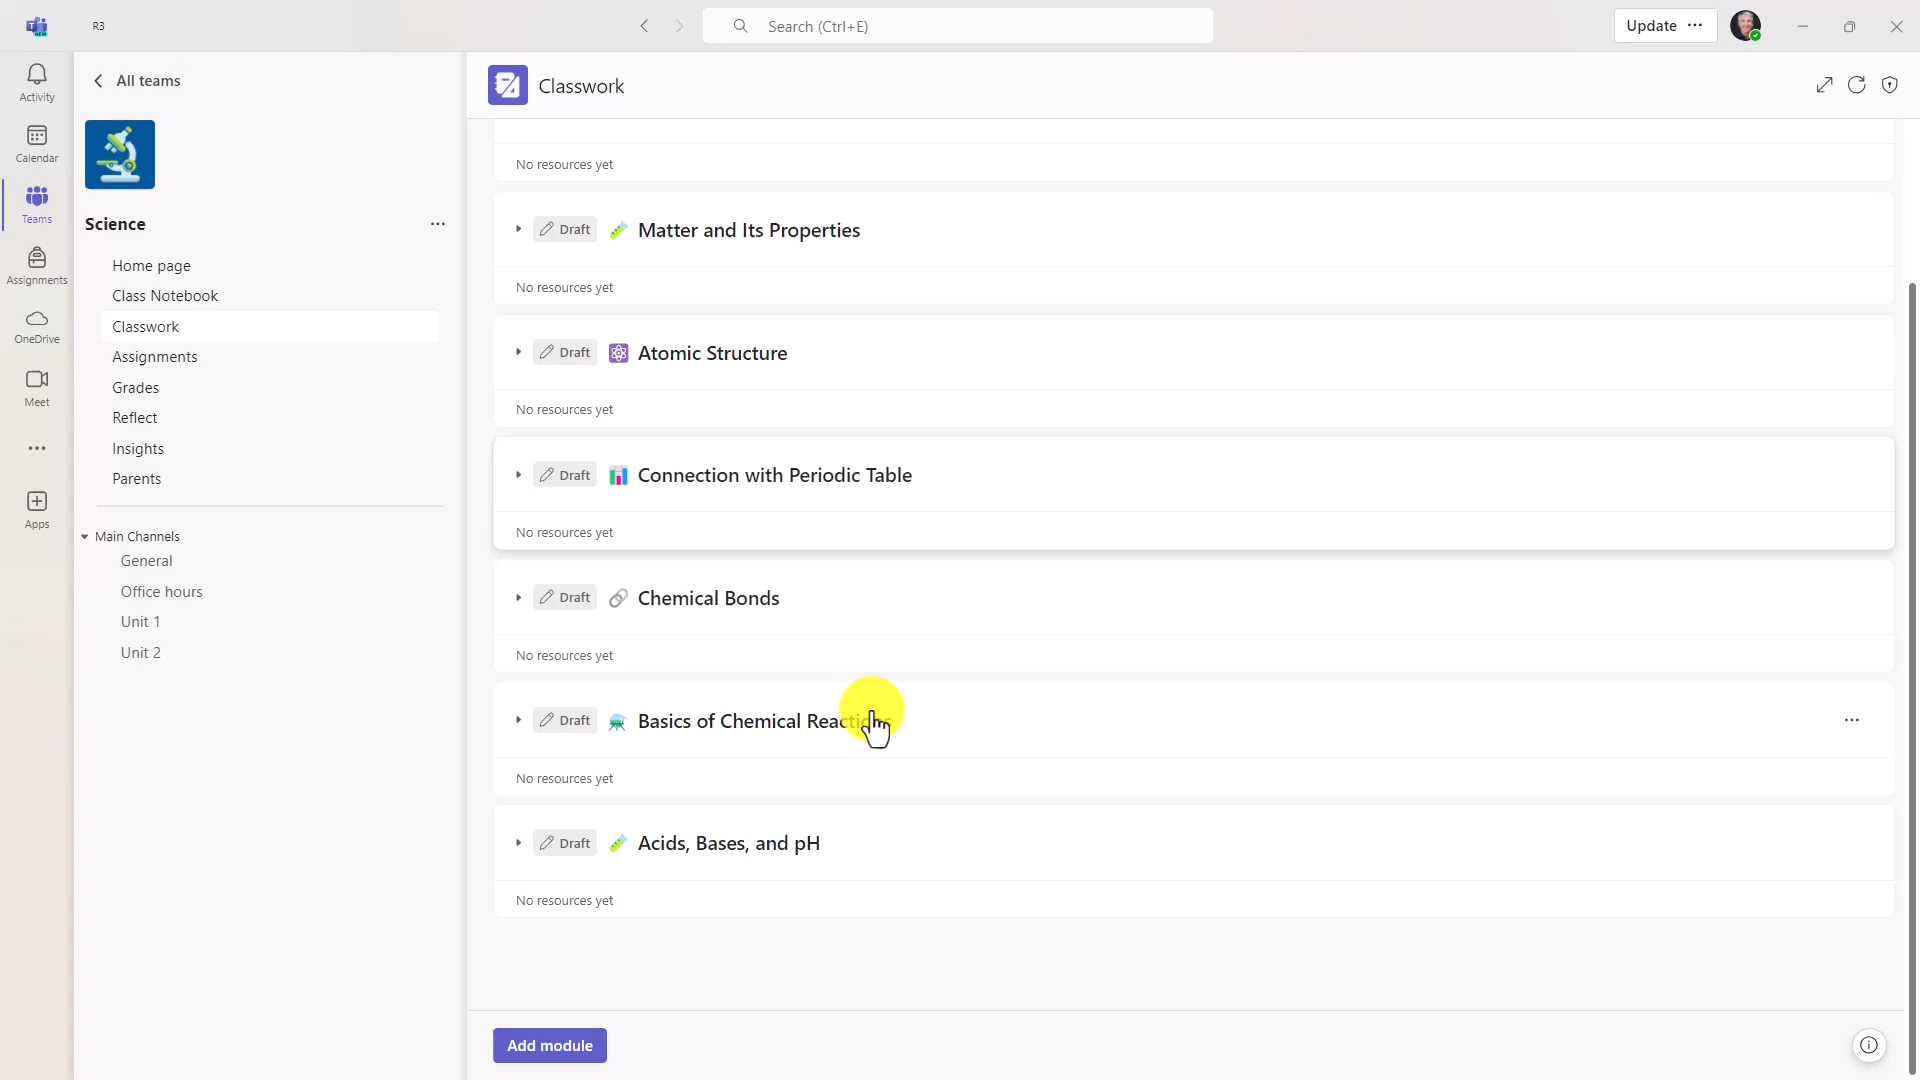 R3
Search (Ctrl+E)
Update
Activity
Calendar
Teams
Assignments
OneDrive
Meet
Apps
All teams
Science
Home page
Class Notebook
Classwork
Assignments
Grades
Reflect
Insights
Parents
Main Channels
General
Office hours
Unit 1
Unit 2
Classwork
No resources yet
Draft Matter and Its Properties
No resources yet
Draft Atomic Structure
No resources yet
Draft Connection with Periodic Table
No resources yet
Draft Chemical Bonds
No resources yet
Draft Basics of Chemical Reactions
No resources yet
Draft Acids, Bases, and pH
No resources yet
Add module